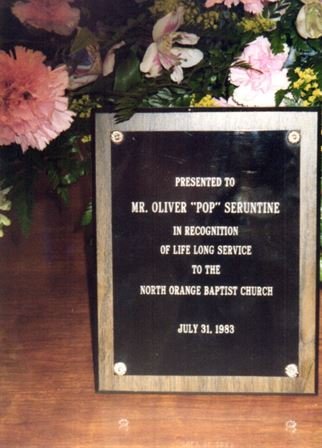 PRESENTED TO
MR. OLIVER "POP" SERUNTINE
IN RECOGNITION
OF LIFE LONG SERVICE
TO THE
NORTH ORANGE BAPTIST CHURCH
JULY 31, 1983